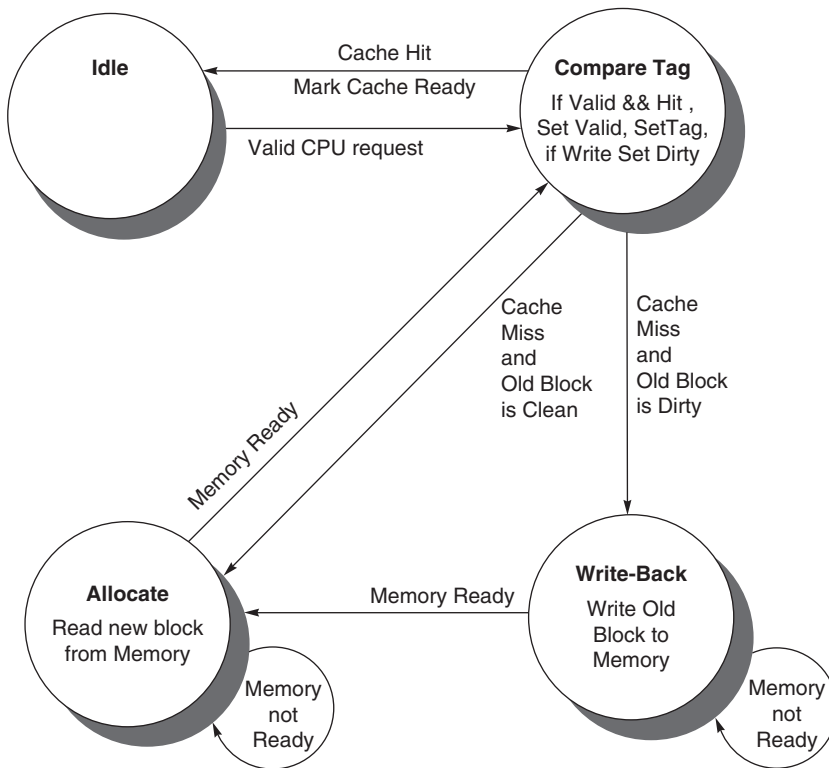 Idle
Cache Hit
Mark Cache Ready
Valid CPU request
Compare Tag
If Valid && Hit ,
Set Valid, SetTag,
if Write Set Dirty
Cache
Miss
and
Old Block
is Clean
Cache
Miss
and
Old Block
is Dirty
Memory Ready
Allocate
Read new block
from Memory
Memory
not
Ready
Memory Ready
Write-Back
Write Old
Block to
Memory
Memory
not
Ready